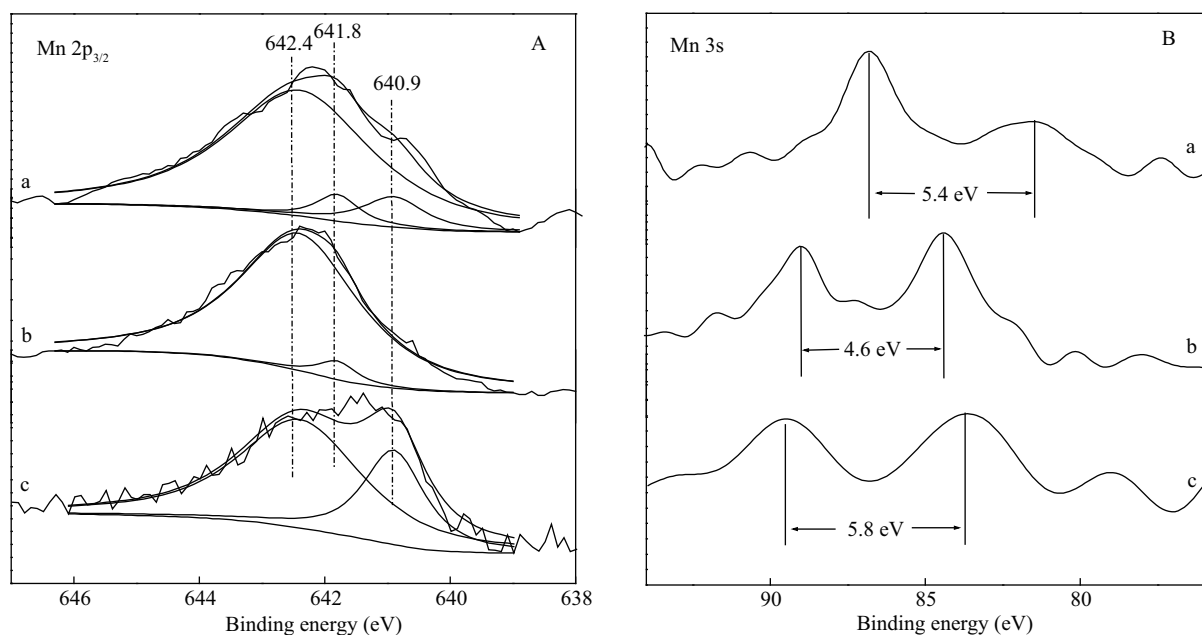 Mn 2p3/2
A
642.4
641.8
640.9
a
b
c
646
644
642
640
638
Binding energy (eV)
Mn 3s
B
a
5.4 eV
b
4.6 eV
c
5.8 eV
90
85
80
Binding energy (eV)